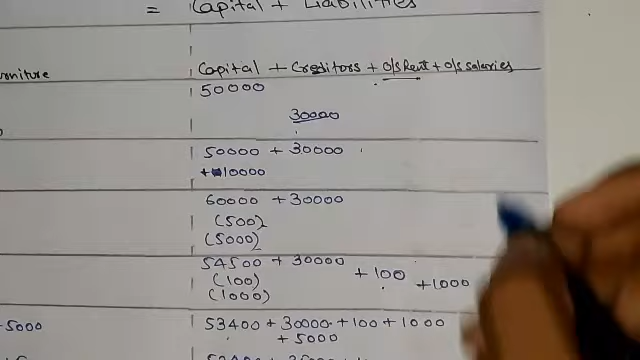 = Capital + Liabilities
Capital + Creditors + O/S Rent + O/S salaries
50000
30000
50000 + 30000
+10000
60000 + 30000
(500)
(5000)
54500 + 30000 + 100 + 1000
(100)
(1000)
+5000 53400 + 30000 + 100 + 1000
+ 5000